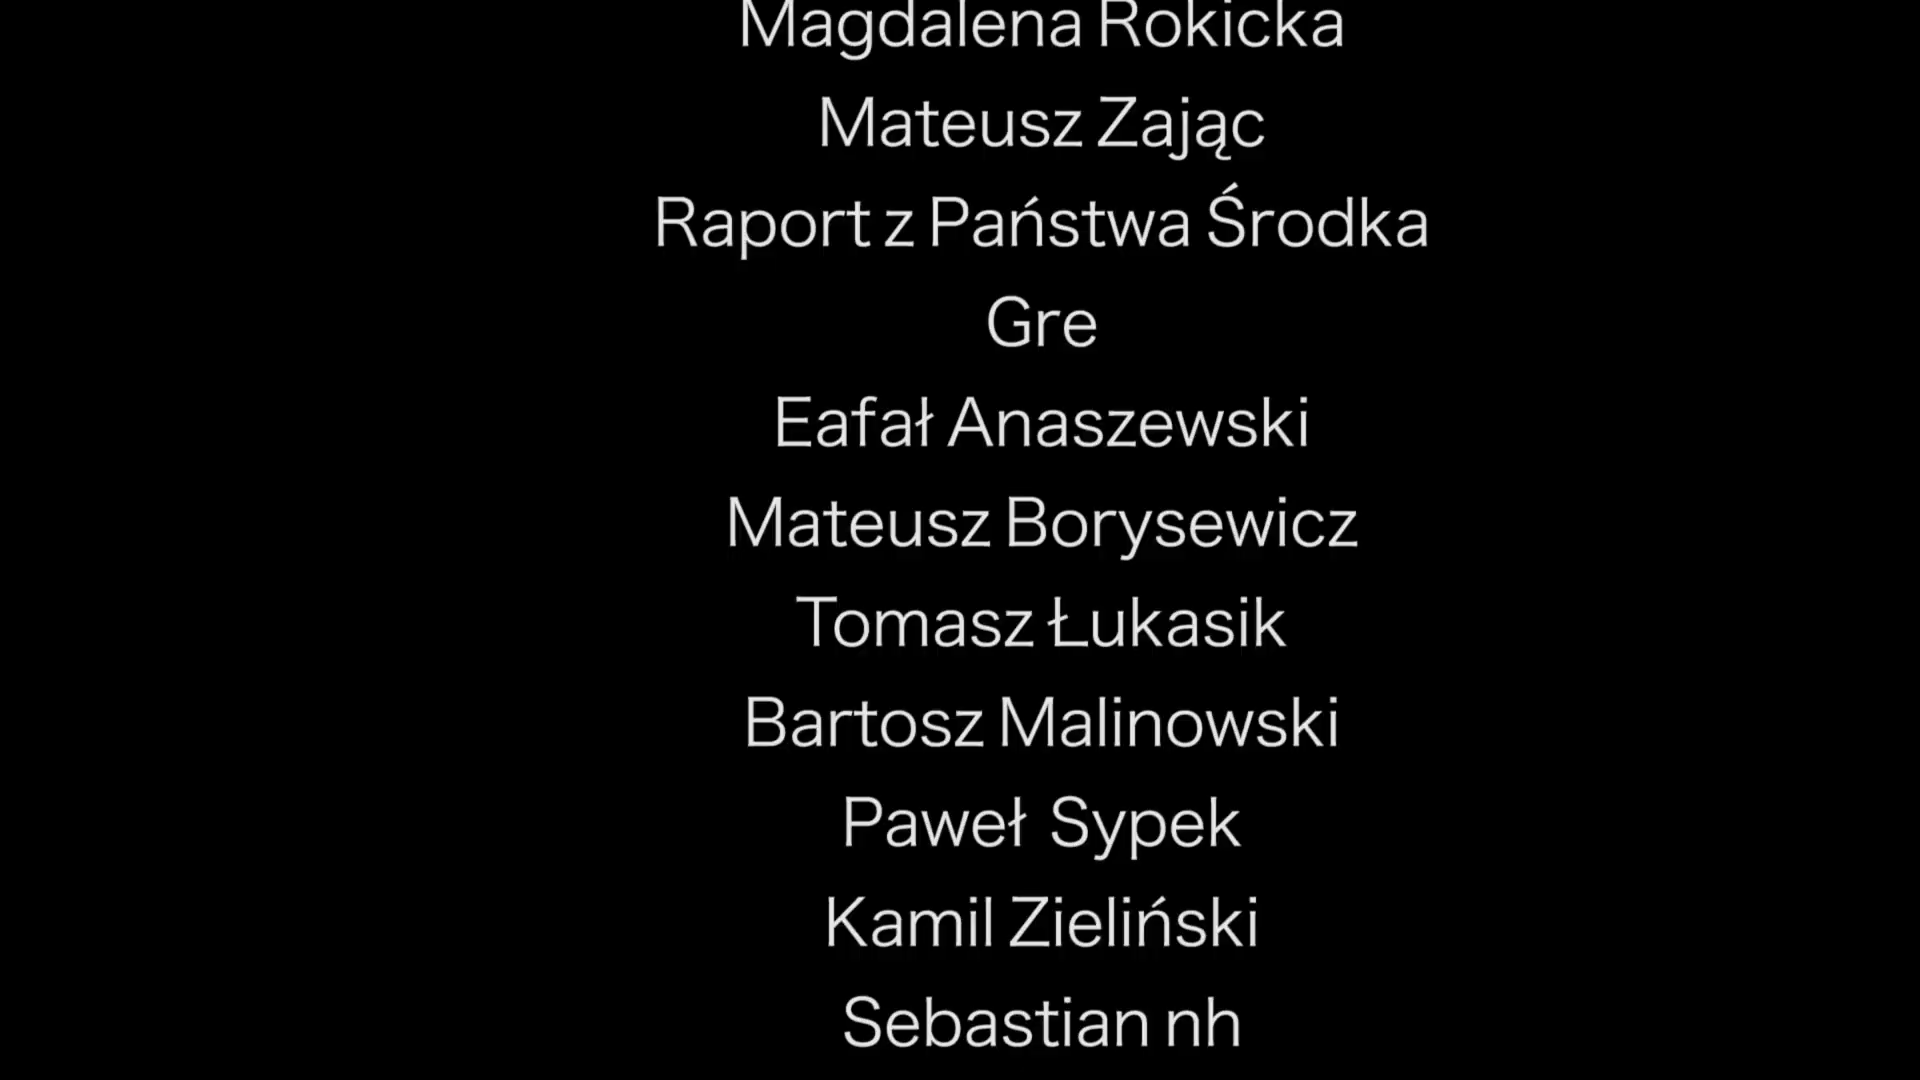 Magdalena Rokicka
Mateusz Zając
Raport z Państwa Środka
Gre
Eafał Anaszewski
Mateusz Borysewicz
Tomasz Łukasik
Bartosz Malinowski
Paweł Sypek
Kamil Zieliński
Sebastian nh